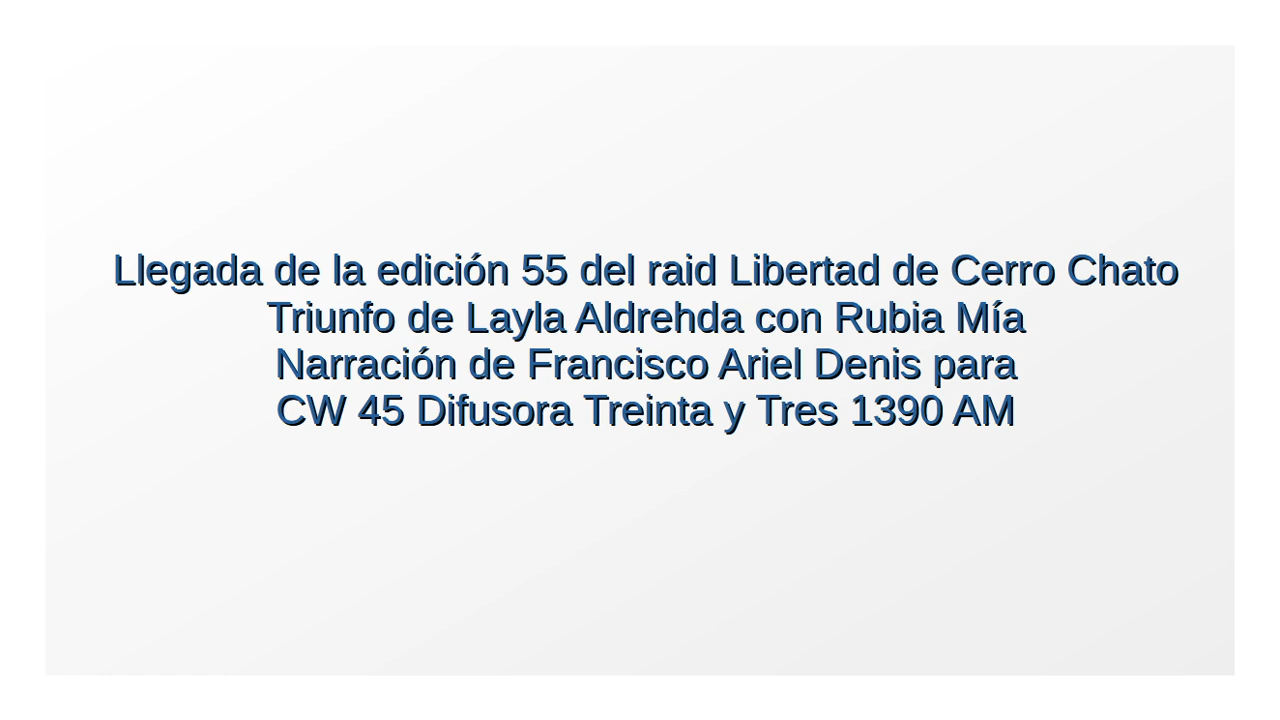 Llegada de la edición 55 del raid Libertad de Cerro Chato
Triunfo de Layla Aldrehda con Rubia Mía
Narración de Francisco Ariel Denis para
CW 45 Difusora Treinta y Tres 1390 AM